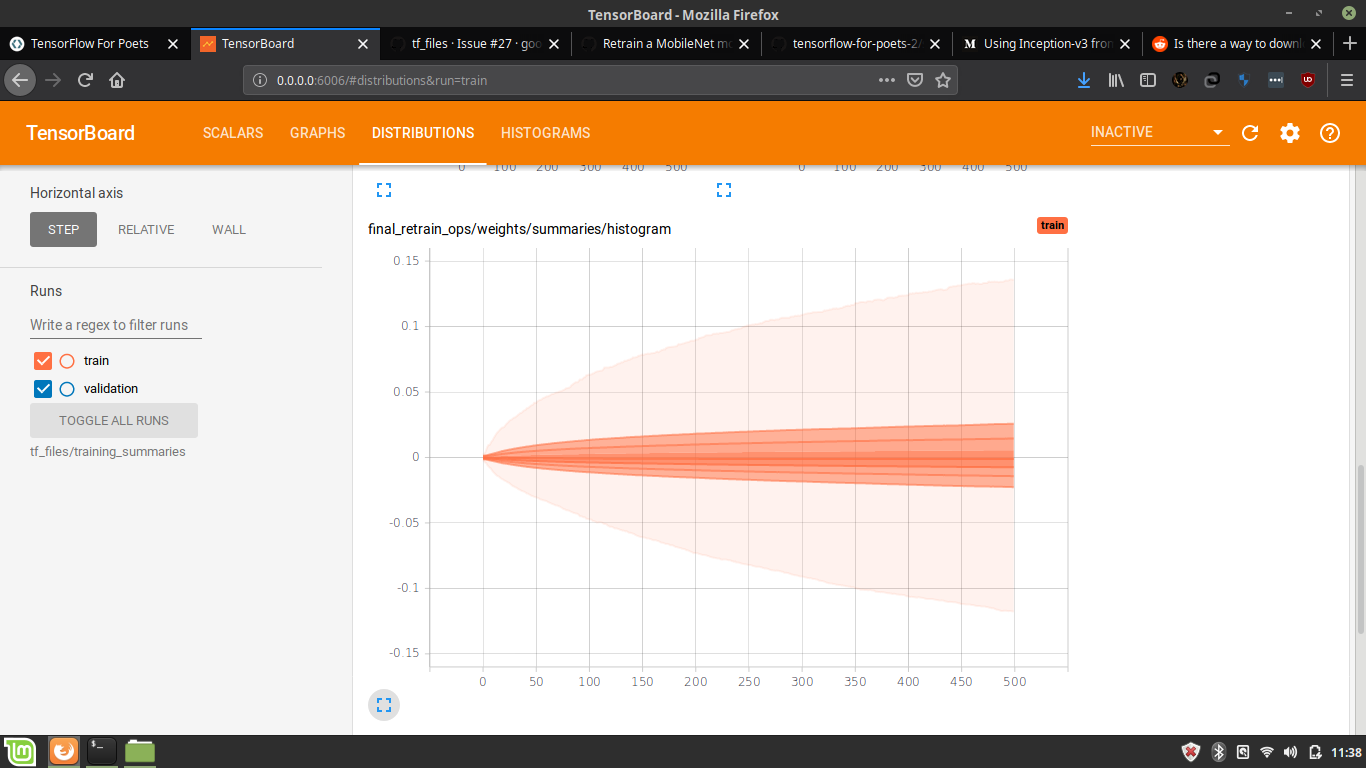 TensorBoard - Mozilla Firefox
TensorFlow For Poets
TensorBoard
tf_files · Issue #27 · goo
Retrain a MobileNet mo
tensorflow-for-poets-2/
M Using Inception-v3 from
Is there a way to downl
0.0.0.0:6006/#distributions&run=train
TensorBoard
SCALARS GRAPHS DISTRIBUTIONS HISTOGRAMS
INACTIVE
0 100 200 300 400 500
0 100 200 300 400 500
Horizontal axis
STEP RELATIVE WALL
Runs
Write a regex to filter runs
train
validation
TOGGLE ALL RUNS
tf_files/training_summaries
final_retrain_ops/weights/summaries/histogram
train
0.15
0.1
0.05
0
-0.05
-0.1
-0.15
0 50 100 150 200 250 300 350 400 450 500
11:38